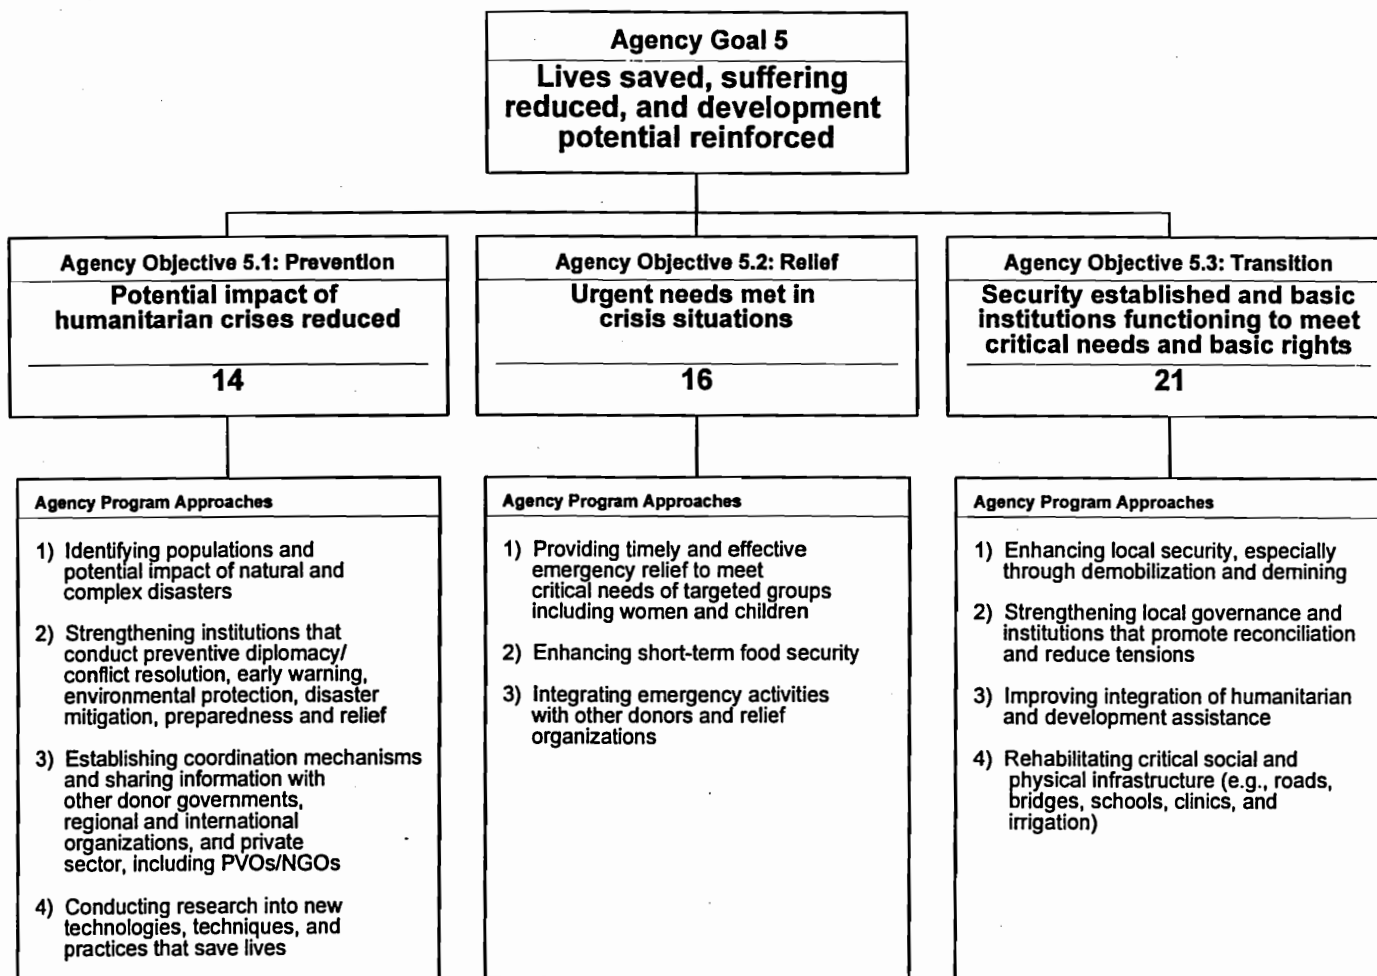 Agency Goal 5
Lives saved, suffering
reduced, and development
potential reinforced
Agency Objective 5.1: Prevention
Potential impact of
humanitarian crises reduced
14
Agency Objective 5.2: Relief
Urgent needs met in
crisis situations
16
Agency Objective 5.3: Transition
Security established and basic
institutions functioning to meet
critical needs and basic rights
21
Agency Program Approaches
1) Identifying populations and
potential impact of natural and
complex disasters
2) Strengthening institutions that
conduct preventive diplomacy/
conflict resolution, early warning,
environmental protection, disaster
mitigation, preparedness and relief
3) Establishing coordination mechanisms
and sharing information with
other donor governments,
regional and international
organizations, and private
sector, including PVOs/NGOs
4) Conducting research into new
technologies, techniques, and
practices that save lives
Agency Program Approaches
1) Providing timely and effective
emergency relief to meet
critical needs of targeted groups
including women and children
2) Enhancing short-term food security
3) Integrating emergency activities
with other donors and relief
organizations
Agency Program Approaches
1) Enhancing local security, especially
through demobilization and demining
2) Strengthening local governance and
institutions that promote reconciliation
and reduce tensions
3) Improving integration of humanitarian
and development assistance
4) Rehabilitating critical social and
physical infrastructure (e.g., roads,
bridges, schools, clinics, and
irrigation)